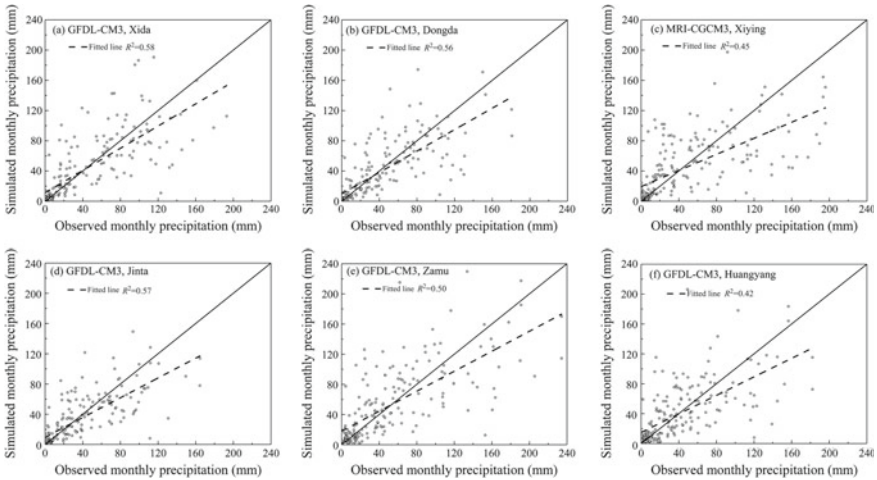 (a) GFDL-CM3, Xida
Fitted line R²=0.58
Simulated monthly precipitation (mm)
240
200
160
120
80
40
0
0 40 80 120 160 200 240
Observed monthly precipitation (mm)
(b) GFDL-CM3, Dongda
Fitted line R²=0.56
Simulated monthly precipitation (mm)
240
200
160
120
80
40
0
0 40 80 120 160 200 240
Observed monthly precipitation (mm)
(c) MRI-CGCM3, Xiying
Fitted line R²=0.45
Simulated monthly precipitation (mm)
240
200
160
120
80
40
0
0 40 80 120 160 200 240
Observed monthly precipitation (mm)
(d) GFDL-CM3, Jinta
Fitted line R²=0.57
Simulated monthly precipitation (mm)
240
200
160
120
80
40
0
0 40 80 120 160 200 240
Observed monthly precipitation (mm)
(e) GFDL-CM3, Zamu
Fitted line R²=0.50
Simulated monthly precipitation (mm)
240
200
160
120
80
40
0
0 40 80 120 160 200 240
Observed monthly precipitation (mm)
(f) GFDL-CM3, Huangyang
Fitted line R²=0.42
Simulated monthly precipitation (mm)
240
200
160
120
80
40
0
0 40 80 120 160 200 240
Observed monthly precipitation (mm)